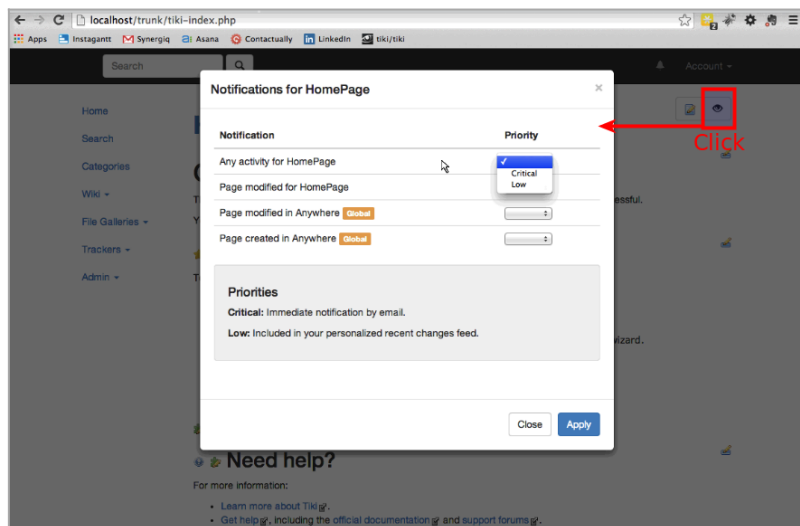 localhost/trunk/tiki-index.php
Apps Instagantt Synergiq Asana Contactually LinkedIn tiki/tiki
2
Search
Account
Notifications for HomePage
×
Home
Search
Categories
Wiki
File Galleries
Trackers
Admin
Click
Notification Priority
Any activity for HomePage
Critical
Low
Page modified for HomePage
Page modified in Anywhere Global
Page created in Anywhere Global
essful.
Priorities
Critical: Immediate notification by email.
Low: Included in your personalized recent changes feed.
wizard.
Close Apply
Need help?
For more information:
• Learn more about Tiki.
• Get help, including the official documentation and support forums.